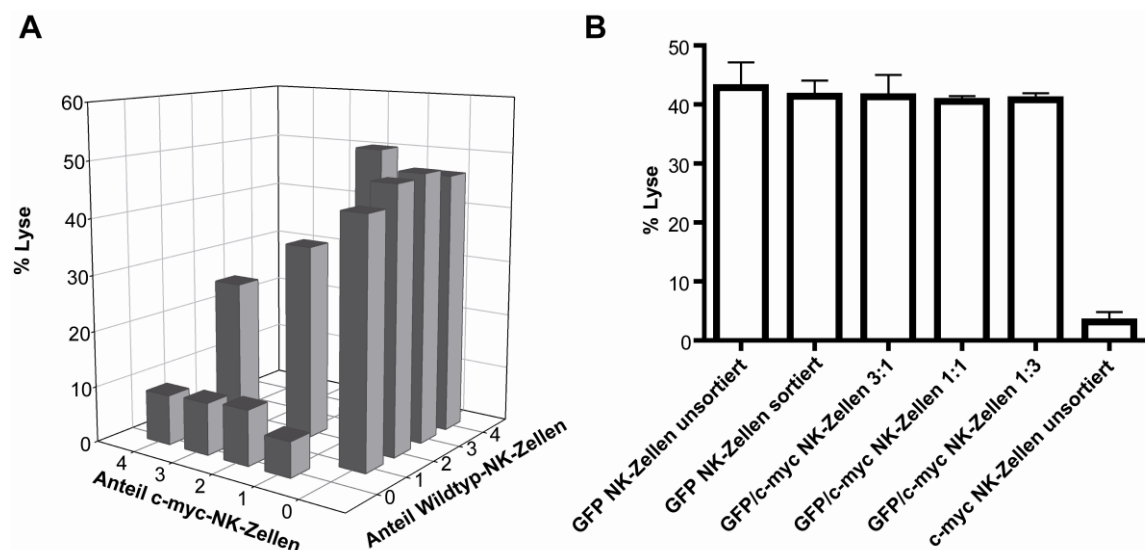 A
60
50
40
30
20
10
0
% Lyse
4
3
2
1
0
Anteil c-myc-NK-Zellen
0
1
2
3
4
Anteil Wildtyp-NK-Zellen
B
50
40
30
20
10
0
% Lyse
GFP NK-Zellen unsortiert
GFP NK-Zellen sortiert
GFP/c-myc NK-Zellen 3:1
GFP/c-myc NK-Zellen 1:1
GFP/c-myc NK-Zellen 1:3
c-myc NK-Zellen unsortiert